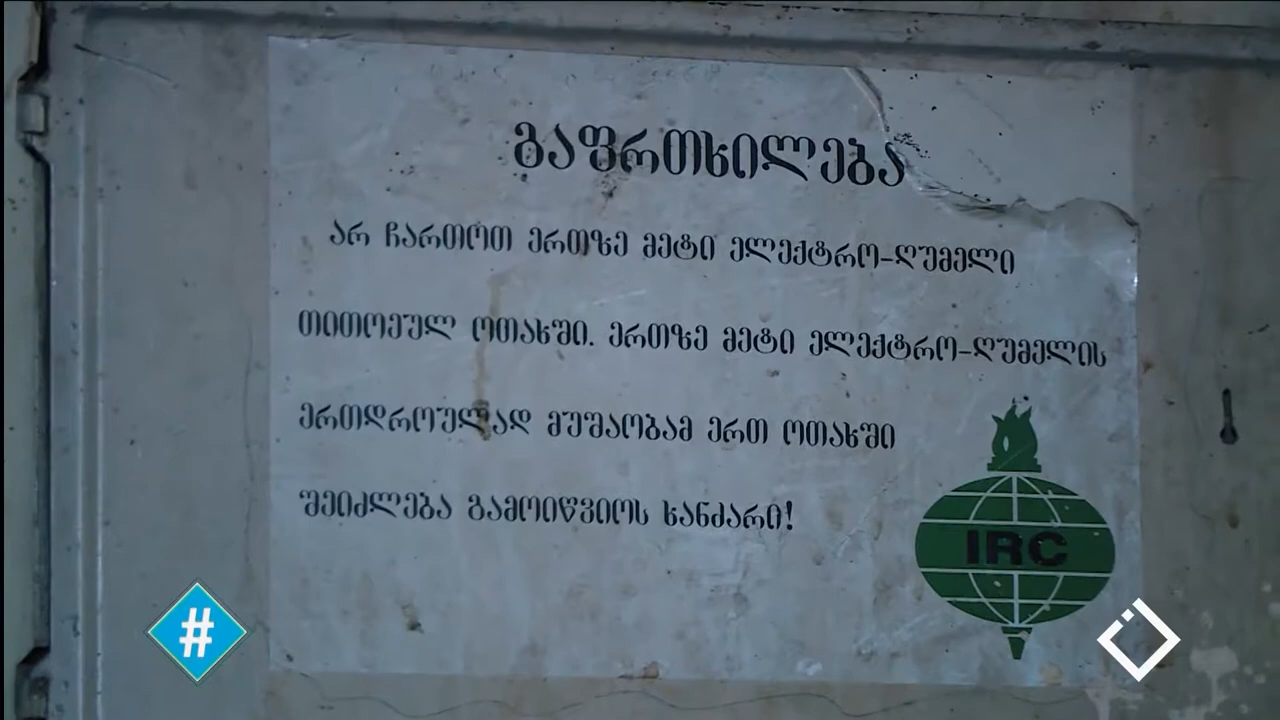 გაფრთხილება
არ ჩართოთ ერთზე მეტი ელექტრო-ღუმელი
თითოეულ ოთახში. ერთზე მეტი ელექტრო-ღუმელის
ერთდროულად მუშაობამ ერთ ოთახში
შეიძლება გამოიწვიოს ხანძარი!
IRC
#